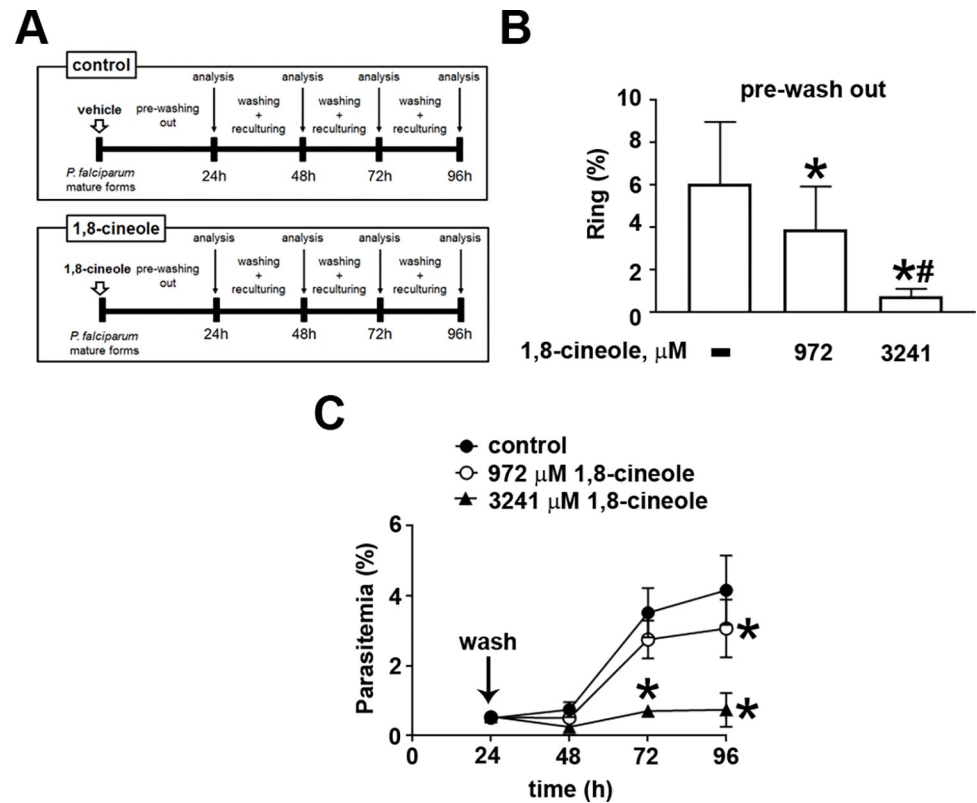 A
control
analysis analysis analysis analysis
vehicle
pre-washing
out
washing
+
reculturing
washing
+
reculturing
washing
+
reculturing
P. falciparum
mature forms
24h 48h 72h 96h
1,8-cineole
analysis analysis analysis analysis
1,8-cineole
pre-washing
out
washing
+
reculturing
washing
+
reculturing
washing
+
reculturing
P. falciparum
mature forms
24h 48h 72h 96h
B
pre-wash out
Ring (%)
10
8
6
4
2
0
*
*#
1,8-cineole, μM - 972 3241
C
control
972 μM 1,8-cineole
3241 μM 1,8-cineole
Parasitemia (%)
6
4
2
0
wash
*
*
*
0 24 48 72 96
time (h)